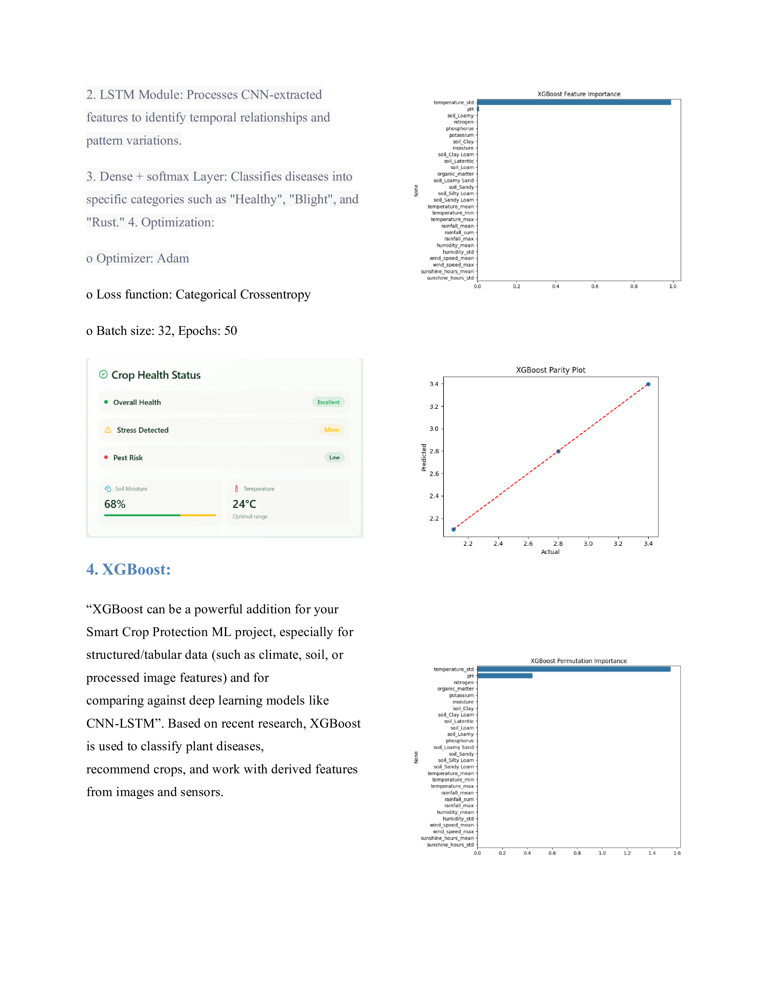 2. LSTM Module: Processes CNN-extracted
features to identify temporal relationships and
pattern variations.
3. Dense + softmax Layer: Classifies diseases into
specific categories such as "Healthy", "Blight", and
"Rust." 4. Optimization:
o Optimizer: Adam
o Loss function: Categorical Crossentropy
o Batch size: 32, Epochs: 50
Crop Health Status
Overall Health Excellent
Stress Detected Minor
Pest Risk Low
Soil Moisture
68%
Temperature
24°C
Optimal range
4. XGBoost:
“XGBoost can be a powerful addition for your
Smart Crop Protection ML project, especially for
structured/tabular data (such as climate, soil, or
processed image features) and for
comparing against deep learning models like
CNN-LSTM”. Based on recent research, XGBoost
is used to classify plant diseases,
recommend crops, and work with derived features
from images and sensors.
XGBoost Feature Importance
temperature_std
pH
soil_Loamy
nitrogen
phosphorus
potassium
soil_Clay
moisture
soil_Clay Loam
soil_Lateritic
soil_Loam
organic_matter
soil_Loamy Sand
soil_Sandy
soil_Silty Loam
soil_Sandy Loam
temperature_mean
temperature_min
temperature_max
rainfall_mean
rainfall_sum
rainfall_max
humidity_mean
humidity_std
wind_speed_mean
wind_speed_max
sunshine_hours_mean
sunshine_hours_std
None
0.0 0.2 0.4 0.6 0.8 1.0
XGBoost Parity Plot
3.4
3.2
3.0
2.8
2.6
2.4
2.2
Predicted
2.2 2.4 2.6 2.8 3.0 3.2 3.4
Actual
XGBoost Permutation Importance
temperature_std
pH
nitrogen
organic_matter
potassium
moisture
soil_Clay
soil_Clay Loam
soil_Lateritic
soil_Loam
soil_Loamy
phosphorus
soil_Loamy Sand
soil_Sandy
soil_Silty Loam
soil_Sandy Loam
temperature_mean
temperature_min
temperature_max
rainfall_mean
rainfall_sum
rainfall_max
humidity_mean
humidity_std
wind_speed_mean
wind_speed_max
sunshine_hours_mean
sunshine_hours_std
None
0.0 0.2 0.4 0.6 0.8 1.0 1.2 1.4 1.6